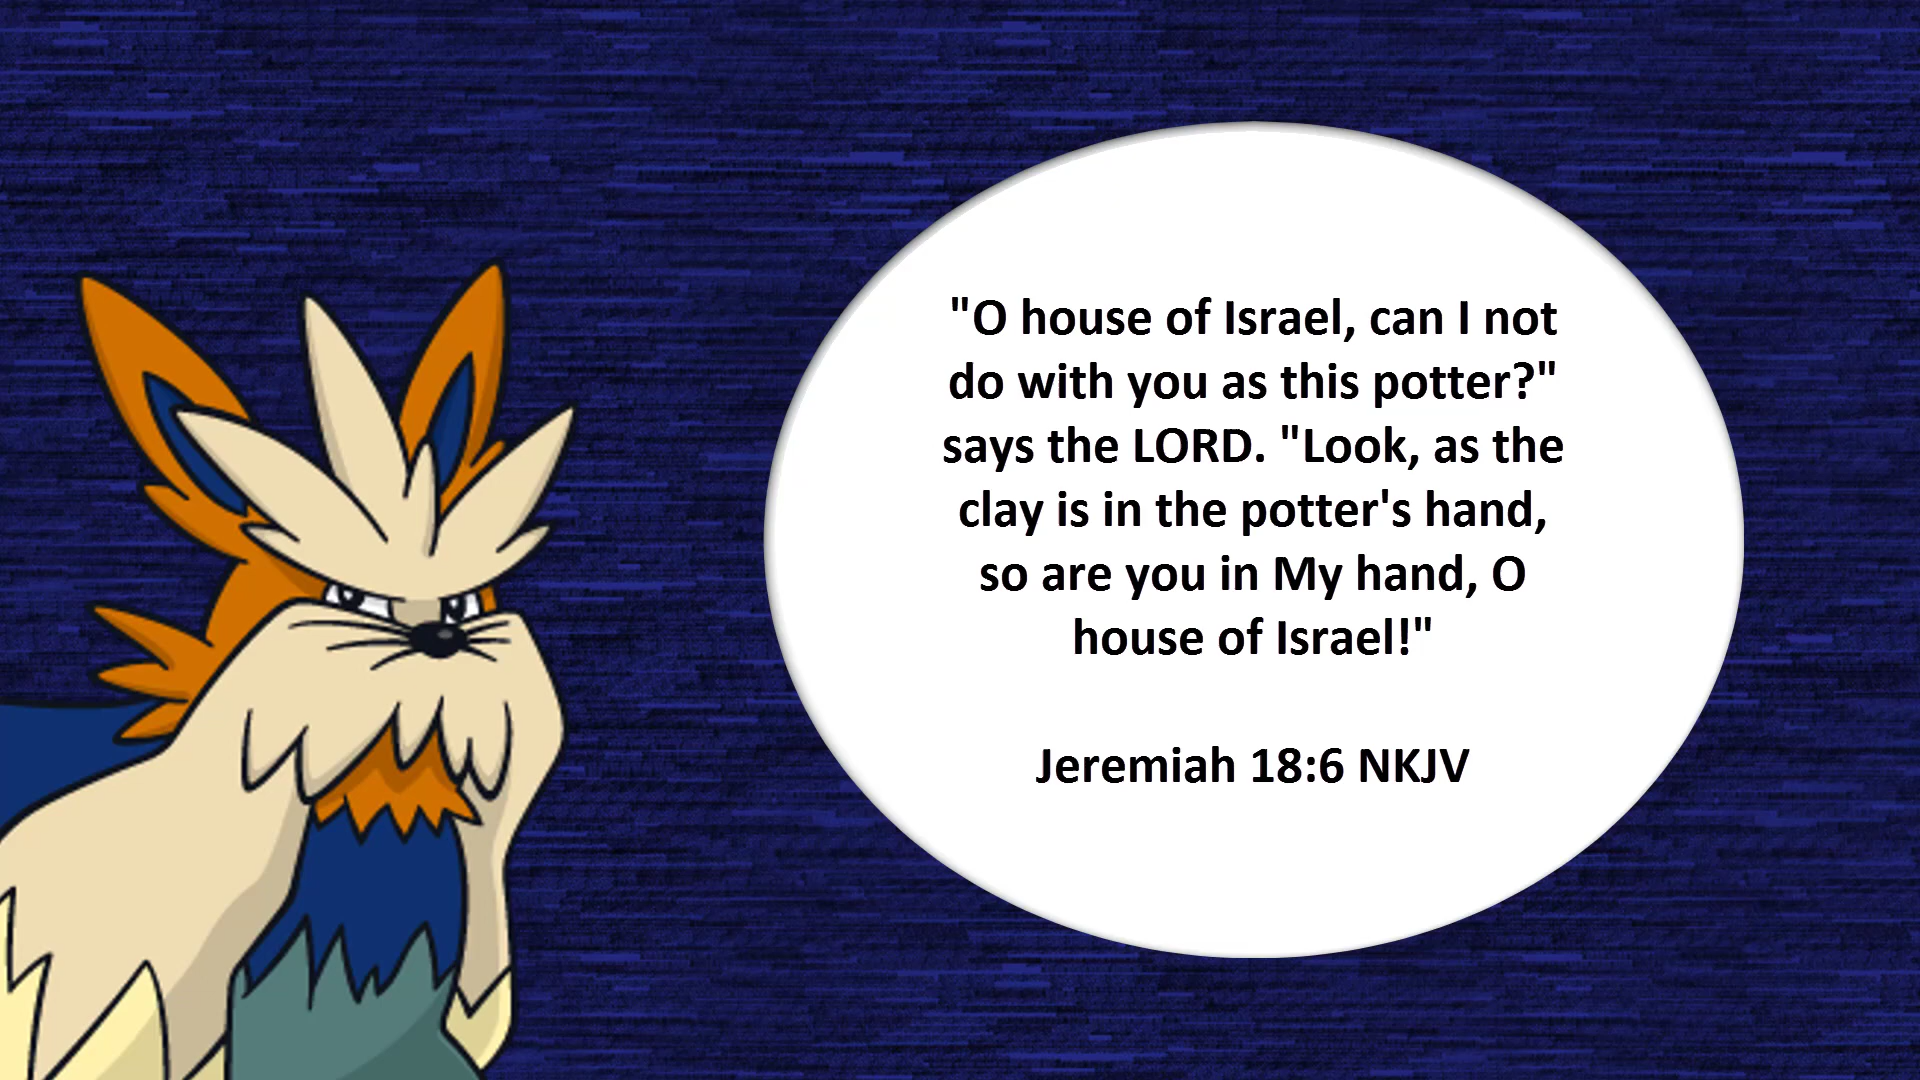 "O house of Israel, can I not
do with you as this potter?"
says the LORD. "Look, as the
clay is in the potter's hand,
so are you in My hand, O
house of Israel!"
Jeremiah 18:6 NKJV